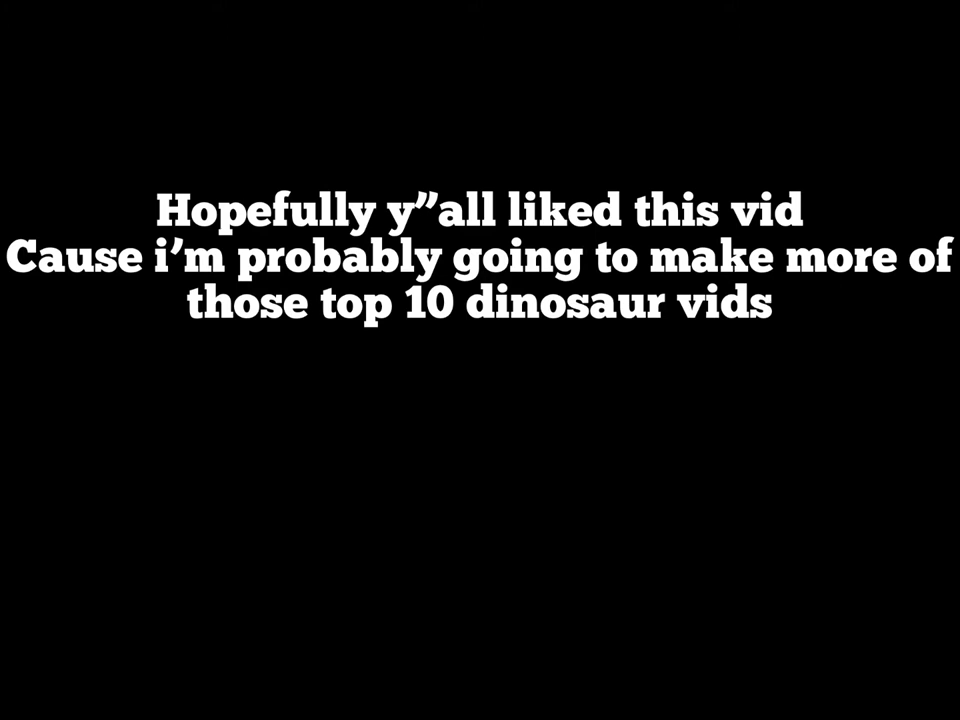 Hopefully y”all liked this vid
Cause i’m probably going to make more of
those top 10 dinosaur vids